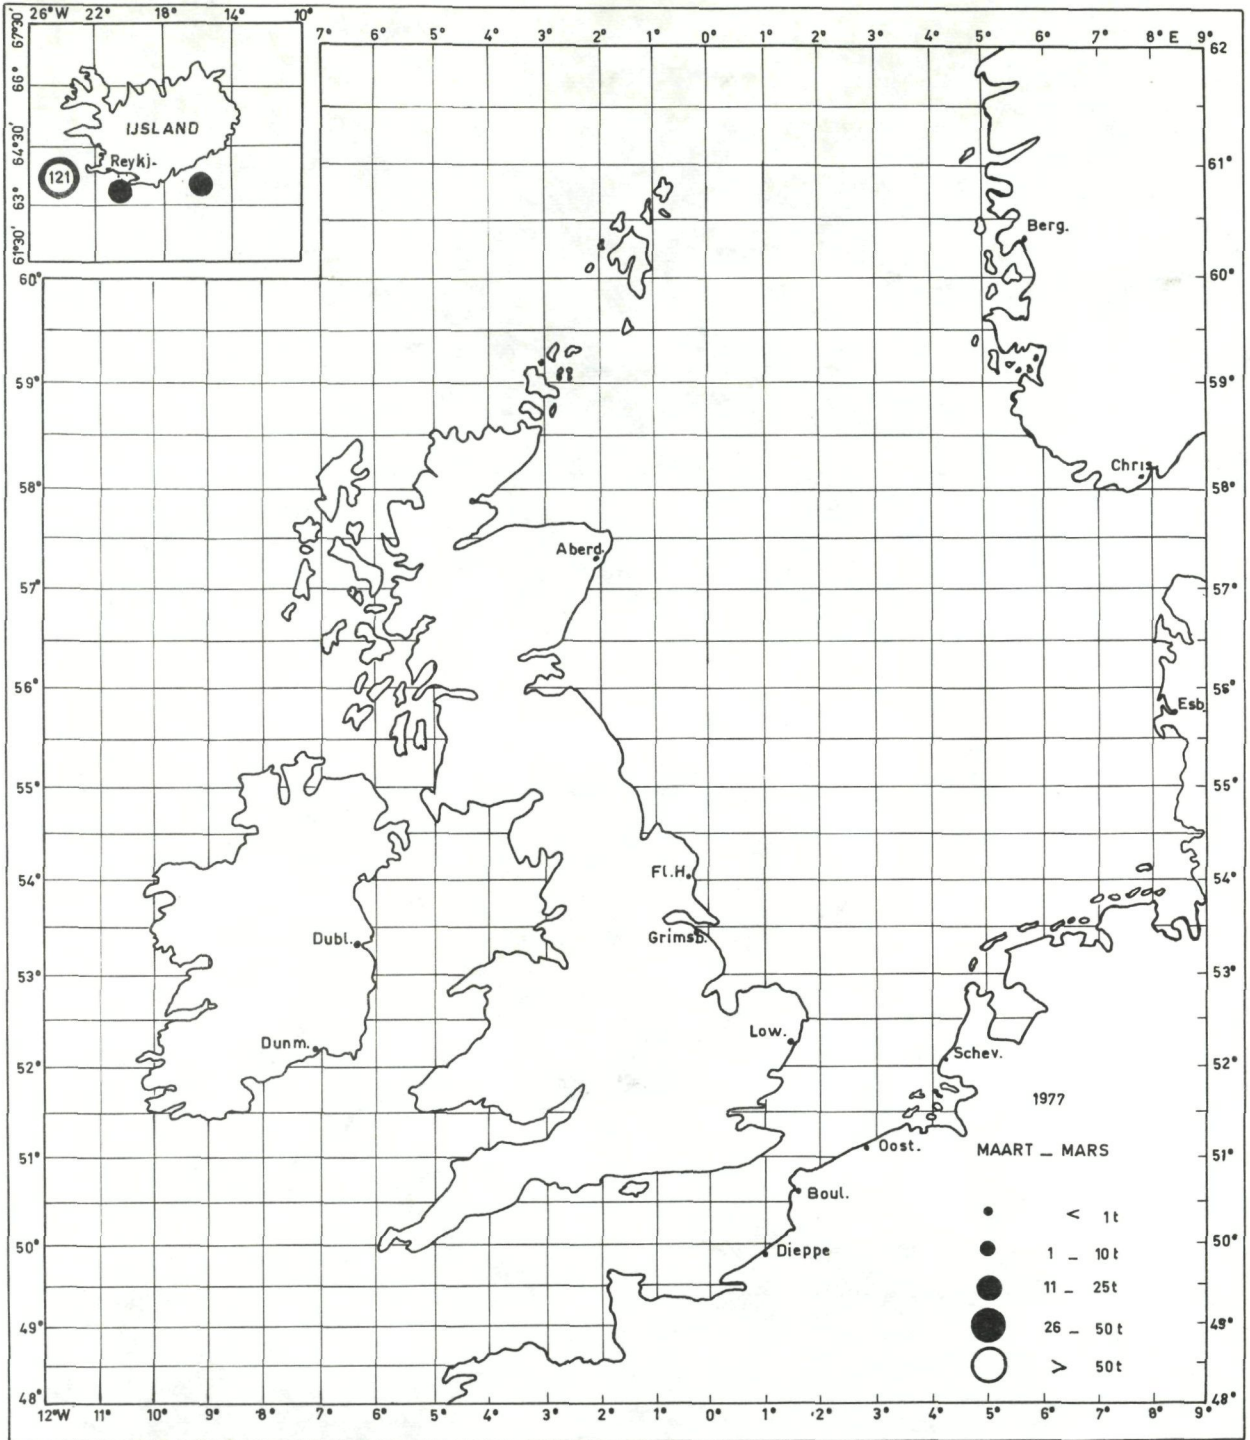 26°W 22° 18° 14° 10°
67°30'
66°
64°30'
63°
61°30'
IJSLAND
Reykj.
121
7° 6° 5° 4° 3° 2° 1° 0° 1° 2° 3° 4° 5° 6° 7° 8° E 9°
62
61°
60° 60°
59° 59°
58° 58°
57° 57°
56° 56°
55° 55°
54° 54°
53° 53°
52° 52°
51° 51°
50° 50°
49° 49°
48° 48°
Berg.
Chris
Aberd.
Esb
Fl.H.
Dubl.
Grimsb.
Low.
Dunm.
Schev.
Oost.
Boul.
Dieppe
1977
MAART _ MARS
< 1t
1 _ 10t
11 _ 25t
26 _ 50t
> 50t
12°W 11° 10° 9° 8° 7° 6° 5° 4° 3° 2° 1° 0° 1° 2° 3° 4° 5° 6° 7° 8° 9°